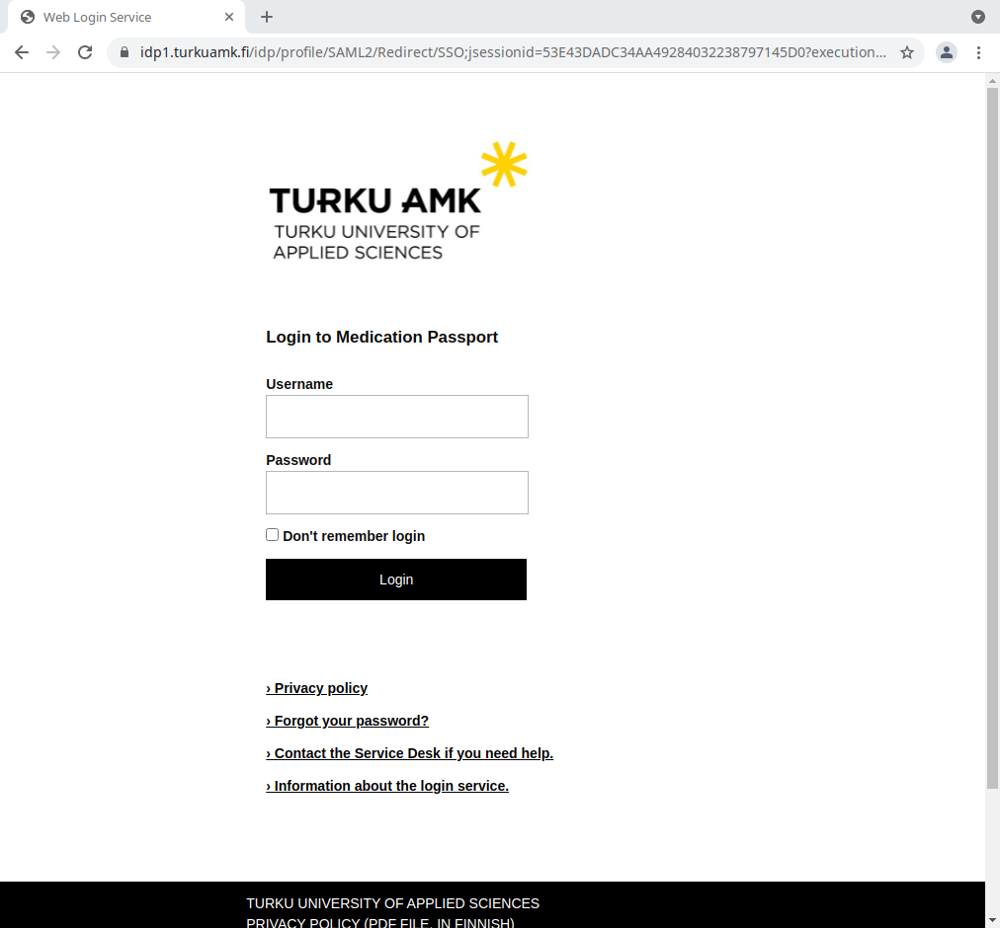 Web Login Service
idp1.turkuamk.fi/idp/profile/SAML2/Redirect/SSO;jsessionid=53E43DADC34AA49284032238797145D0?execution...
TURKU AMK
TURKU UNIVERSITY OF
APPLIED SCIENCES
Login to Medication Passport
Username
Password
Don't remember login
Login
› Privacy policy
› Forgot your password?
› Contact the Service Desk if you need help.
› Information about the login service.
TURKU UNIVERSITY OF APPLIED SCIENCES
PRIVACY POLICY (PDF FILE, IN FINNISH)